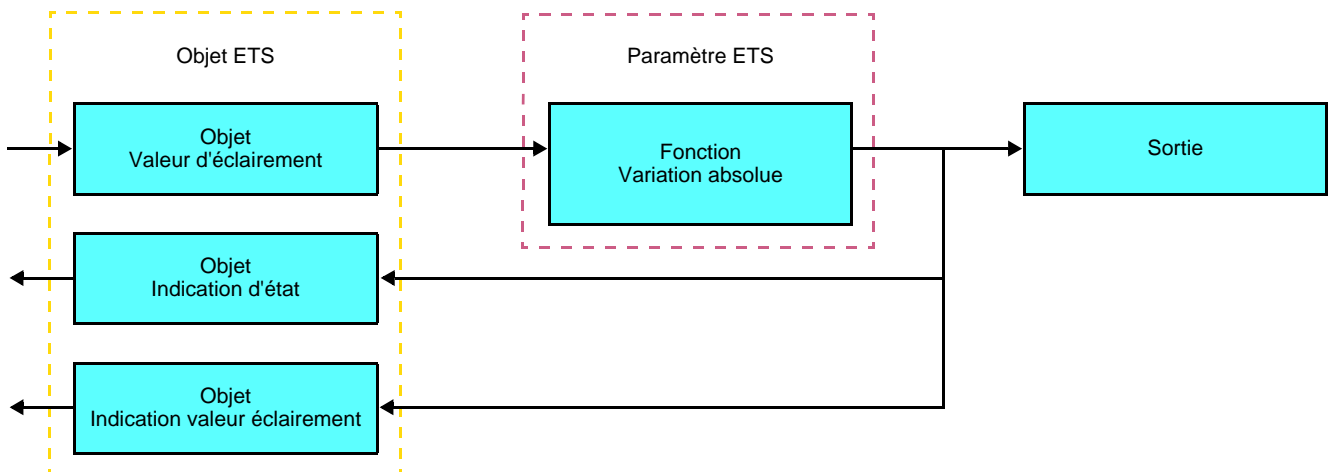 Objet ETS
Paramètre ETS
Objet
Valeur d'éclairement
Fonction
Variation absolue
Sortie
Objet
Indication d'état
Objet
Indication valeur éclairement